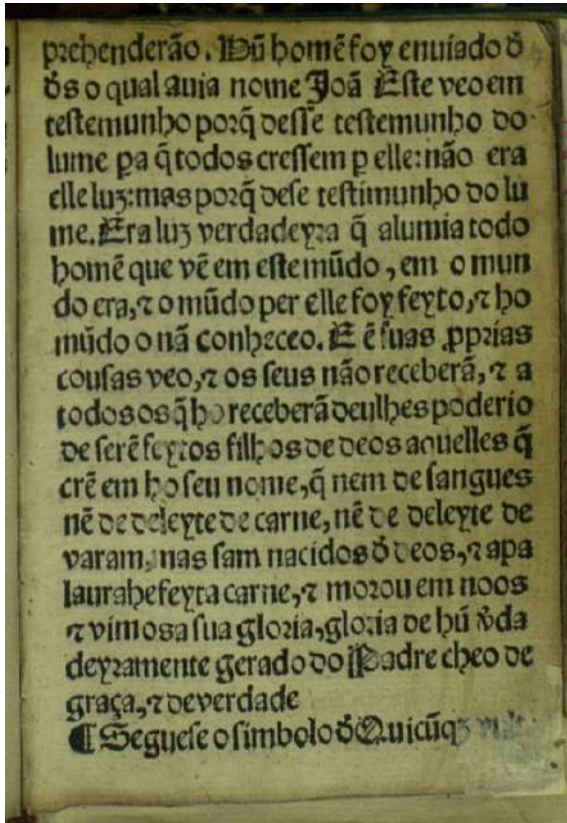 prehenderão. Hũ homẽ foy enuiado đ
đs o qual auia nome Joã Este veo em
testemunho porq̃ desse testemunho do
lume pa q̃ todos cressem p elle: não era
elle luz: mas porq̃ dese testimunho do lu
me. Era luz verdadeyra q̃ alumia todo
homẽ que vẽ em este mũdo, em o mun
do era, ⁊ o mũdo per elle foy feyto, ⁊ ho
mũdo o nã conheceo. E ẽ suas ꝓprias
cousas veo, ⁊ os seus não receberã, ⁊ a
todos os q̃ ho receberã deulhes poderio
de serẽ feytos filhos de deos aquelles q̃
crẽ em ho seu nome, q̃ nem de sangues
nẽ de deleyte de carne, nẽ de deleyte de
varam, mas sam nacidos đ deos, ⁊ a pa
laura he feyta carne, ⁊ morou em noos
⁊ vimos a sua gloria, gloria de hũ v̉da
deyramente gerado do Padre cheo de
graça, ⁊ de verdade
¶ Seguese o simbolo đ Quicũqꝫ vult